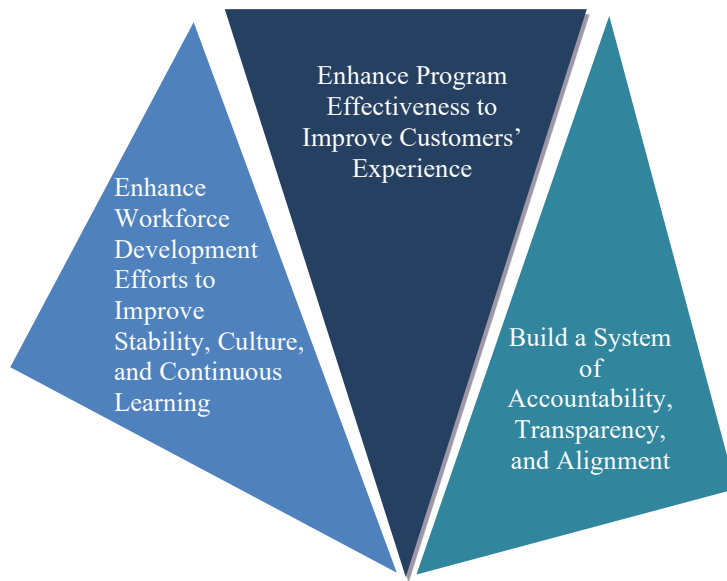 Enhance Program
Effectiveness to
Improve Customers’
Experience
Enhance
Workforce
Development
Efforts to
Improve
Stability, Culture,
and Continuous
Learning
Build a System
of
Accountability,
Transparency,
and Alignment